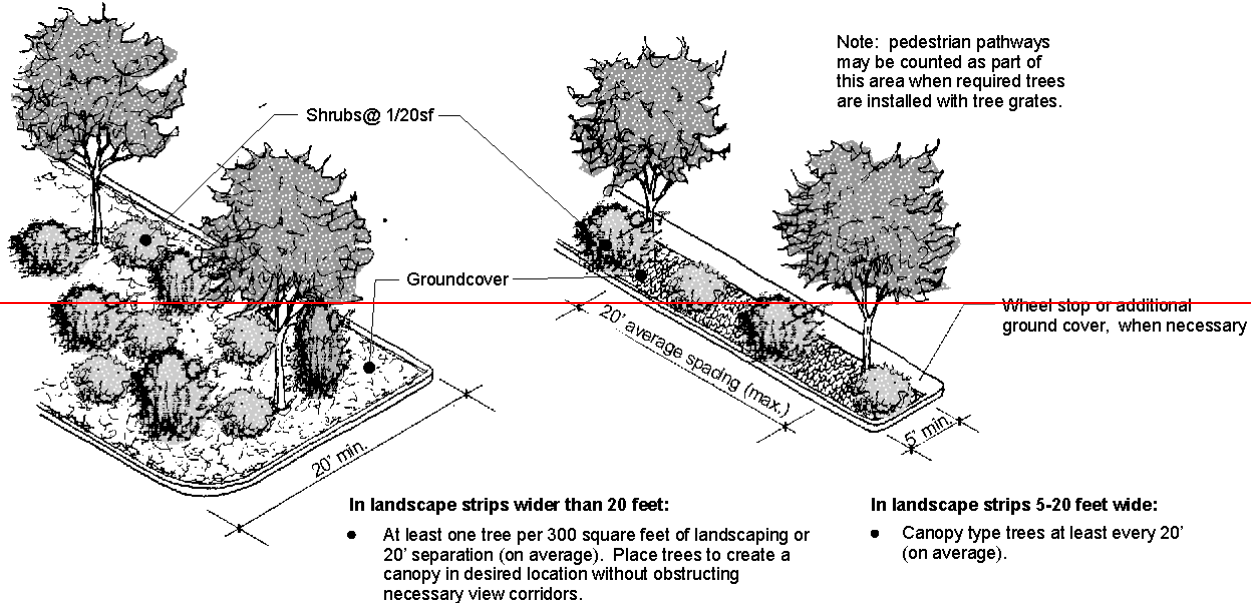 Note: pedestrian pathways
may be counted as part of
this area when required trees
are installed with tree grates.
Shrubs@ 1/20sf
Groundcover
Wheel stop or additional
ground cover, when necessary
20' average spacing (max.)
5' min.
20' min.
In landscape strips wider than 20 feet:
● At least one tree per 300 square feet of landscaping or
20' separation (on average). Place trees to create a
canopy in desired location without obstructing
necessary view corridors.
In landscape strips 5-20 feet wide:
● Canopy type trees at least every 20'
(on average).